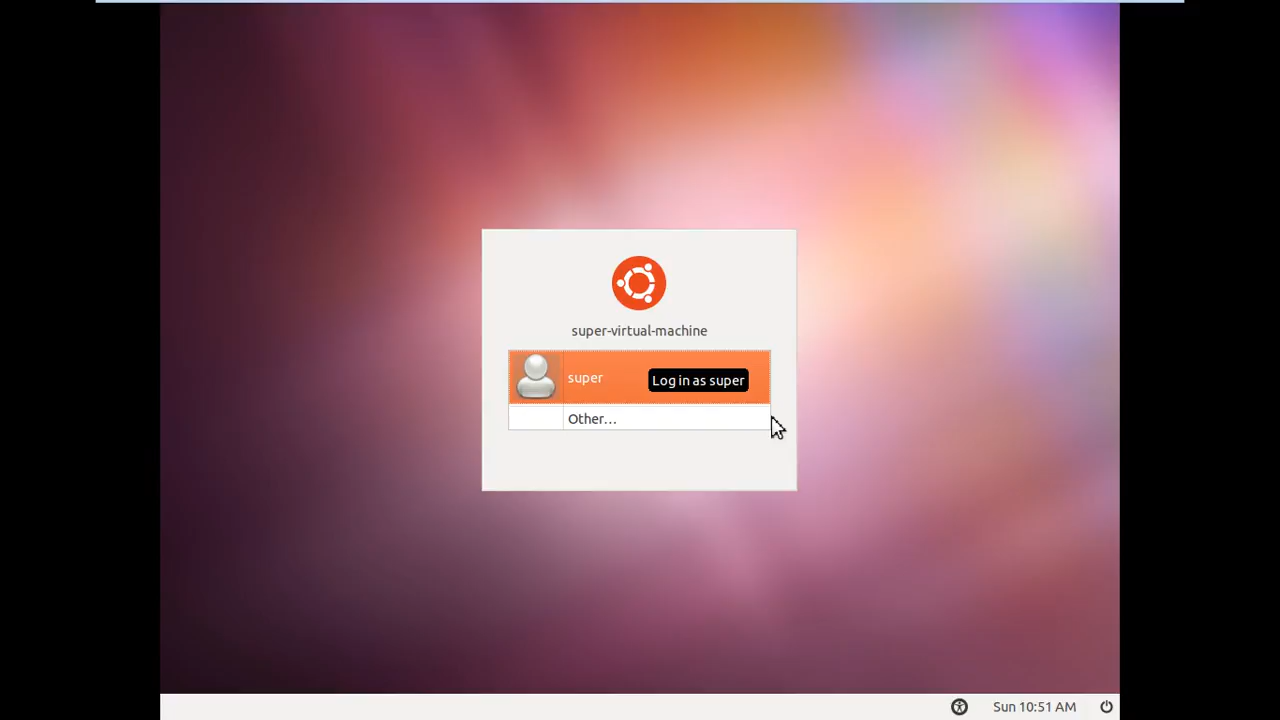 super-virtual-machine
super
Log in as super
Other...
Sun 10:51 AM